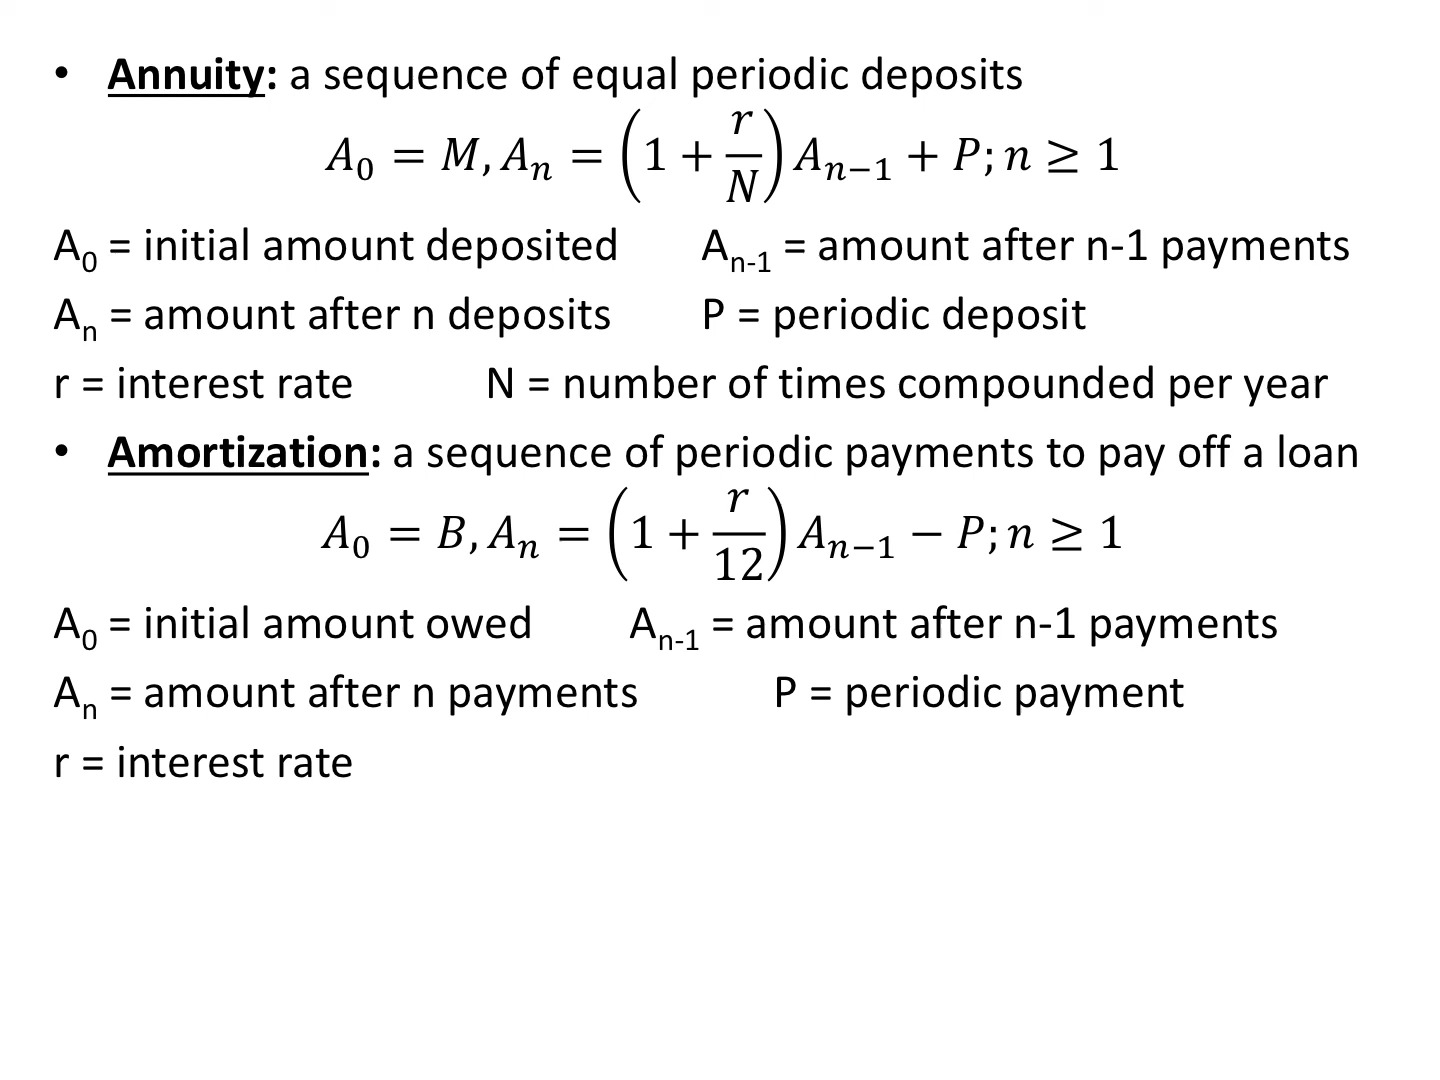 • Annuity: a sequence of equal periodic deposits
A₀ = M, Aₙ = (1 + r/N) Aₙ₋₁ + P; n ≥ 1
A₀ = initial amount deposited Aₙ₋₁ = amount after n-1 payments
Aₙ = amount after n deposits P = periodic deposit
r = interest rate N = number of times compounded per year
• Amortization: a sequence of periodic payments to pay off a loan
A₀ = B, Aₙ = (1 + r/12) Aₙ₋₁ − P; n ≥ 1
A₀ = initial amount owed Aₙ₋₁ = amount after n-1 payments
Aₙ = amount after n payments P = periodic payment
r = interest rate